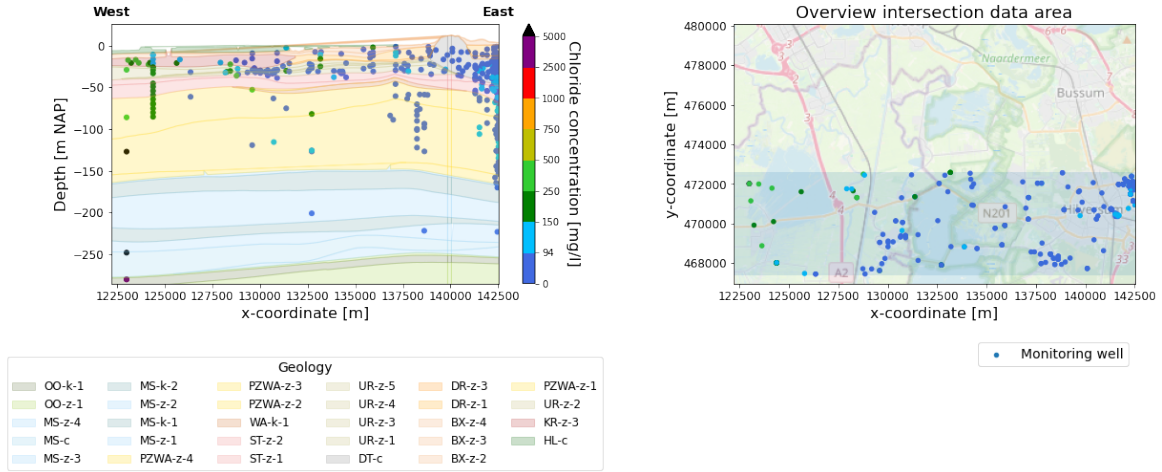 West
East
Depth [m NAP]
0
−50
−100
−150
−200
−250
122500 125000 127500 130000 132500 135000 137500 140000 142500
x-coordinate [m]
5000
2500
1000
750
500
250
150
94
0
Chloride concentration [mg/l]
Overview intersection data area
y-coordinate [m]
480000
478000
476000
474000
472000
470000
468000
122500 125000 127500 130000 132500 135000 137500 140000 142500
x-coordinate [m]
Naardermeer
Bussum
N201
Hilversum
A2
33
Monitoring well
Geology
OO-k-1 MS-k-2 PZWA-z-3 UR-z-5 DR-z-3 PZWA-z-1
OO-z-1 MS-z-2 PZWA-z-2 UR-z-4 DR-z-1 UR-z-2
MS-z-4 MS-k-1 WA-k-1 UR-z-3 BX-z-4 KR-z-3
MS-c MS-z-1 ST-z-2 UR-z-1 BX-z-3 HL-c
MS-z-3 PZWA-z-4 ST-z-1 DT-c BX-z-2